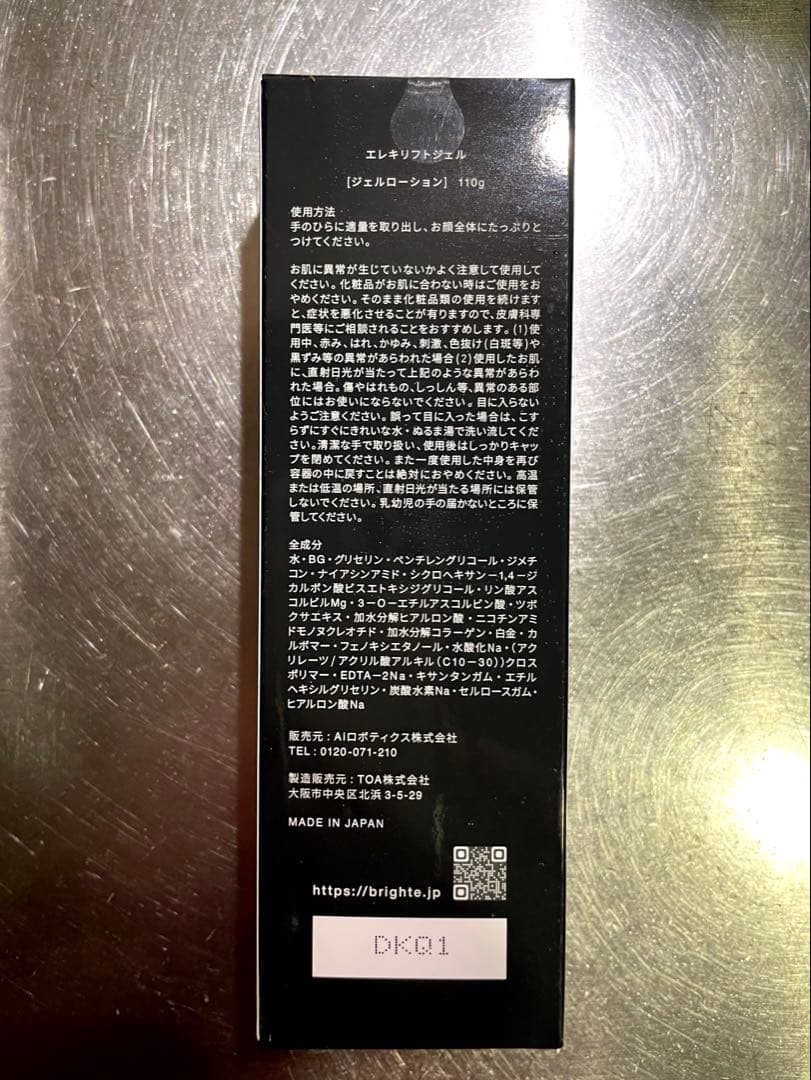 エレキリフトジェル
[ジェルローション] 110g
使用方法
手のひらに適量を取り出し、お顔全体にたっぷりと
つけてください。
お肌に異常が生じていないかよく注意して使用して
ください。化粧品がお肌に合わない時はご使用をお
やめください。そのまま化粧品類の使用を続けます
と、症状を悪化させることが有りますので、皮膚科専
門医等にご相談されることをおすすめします。(1)使
用中、赤み、はれ、かゆみ、刺激、色抜け(白斑等)や
黒ずみ等の異常があらわれた場合(2)使用したお肌
に、直射日光が当たって上記のような異常があらわ
れた場合。傷やはれもの、しっしん等、異常のある部
位にはお使いにならないでください。目に入らない
ようご注意ください。誤って目に入った場合は、こす
らずにすぐにきれいな水・ぬるま湯で洗い流してくだ
さい。清潔な手で取り扱い、使用後はしっかりキャッ
プを閉めてください。また一度使用した中身を再び
容器の中に戻すことは絶対におやめください。高温
または低温の場所、直射日光が当たる場所には保管
しないでください。乳幼児の手の届かないところに保
管してください。
全成分
水・BG・グリセリン・ペンチレングリコール・ジメチ
コン・ナイアシンアミド・シクロヘキサン－1,4－ジ
カルボン酸ビスエトキシジグリコール・リン酸アス
コルビルMg・3－O－エチルアスコルビン酸・ツボ
クサエキス・加水分解ヒアルロン酸・ニコチンアミ
ドモノヌクレオチド・加水分解コラーゲン・白金・カ
ルボマー・フェノキシエタノール・水酸化Na・(アク
リレーツ/アクリル酸アルキル(C10－30))クロス
ポリマー・EDTA－2Na・キサンタンガム・エチル
ヘキシルグリセリン・炭酸水素Na・セルロースガム・
ヒアルロン酸Na
販売元：Aiロボティクス株式会社
TEL：0120-071-210
製造販売元：TOA株式会社
大阪市中央区北浜3-5-29
MADE IN JAPAN
https://brighte.jp
DKQ1